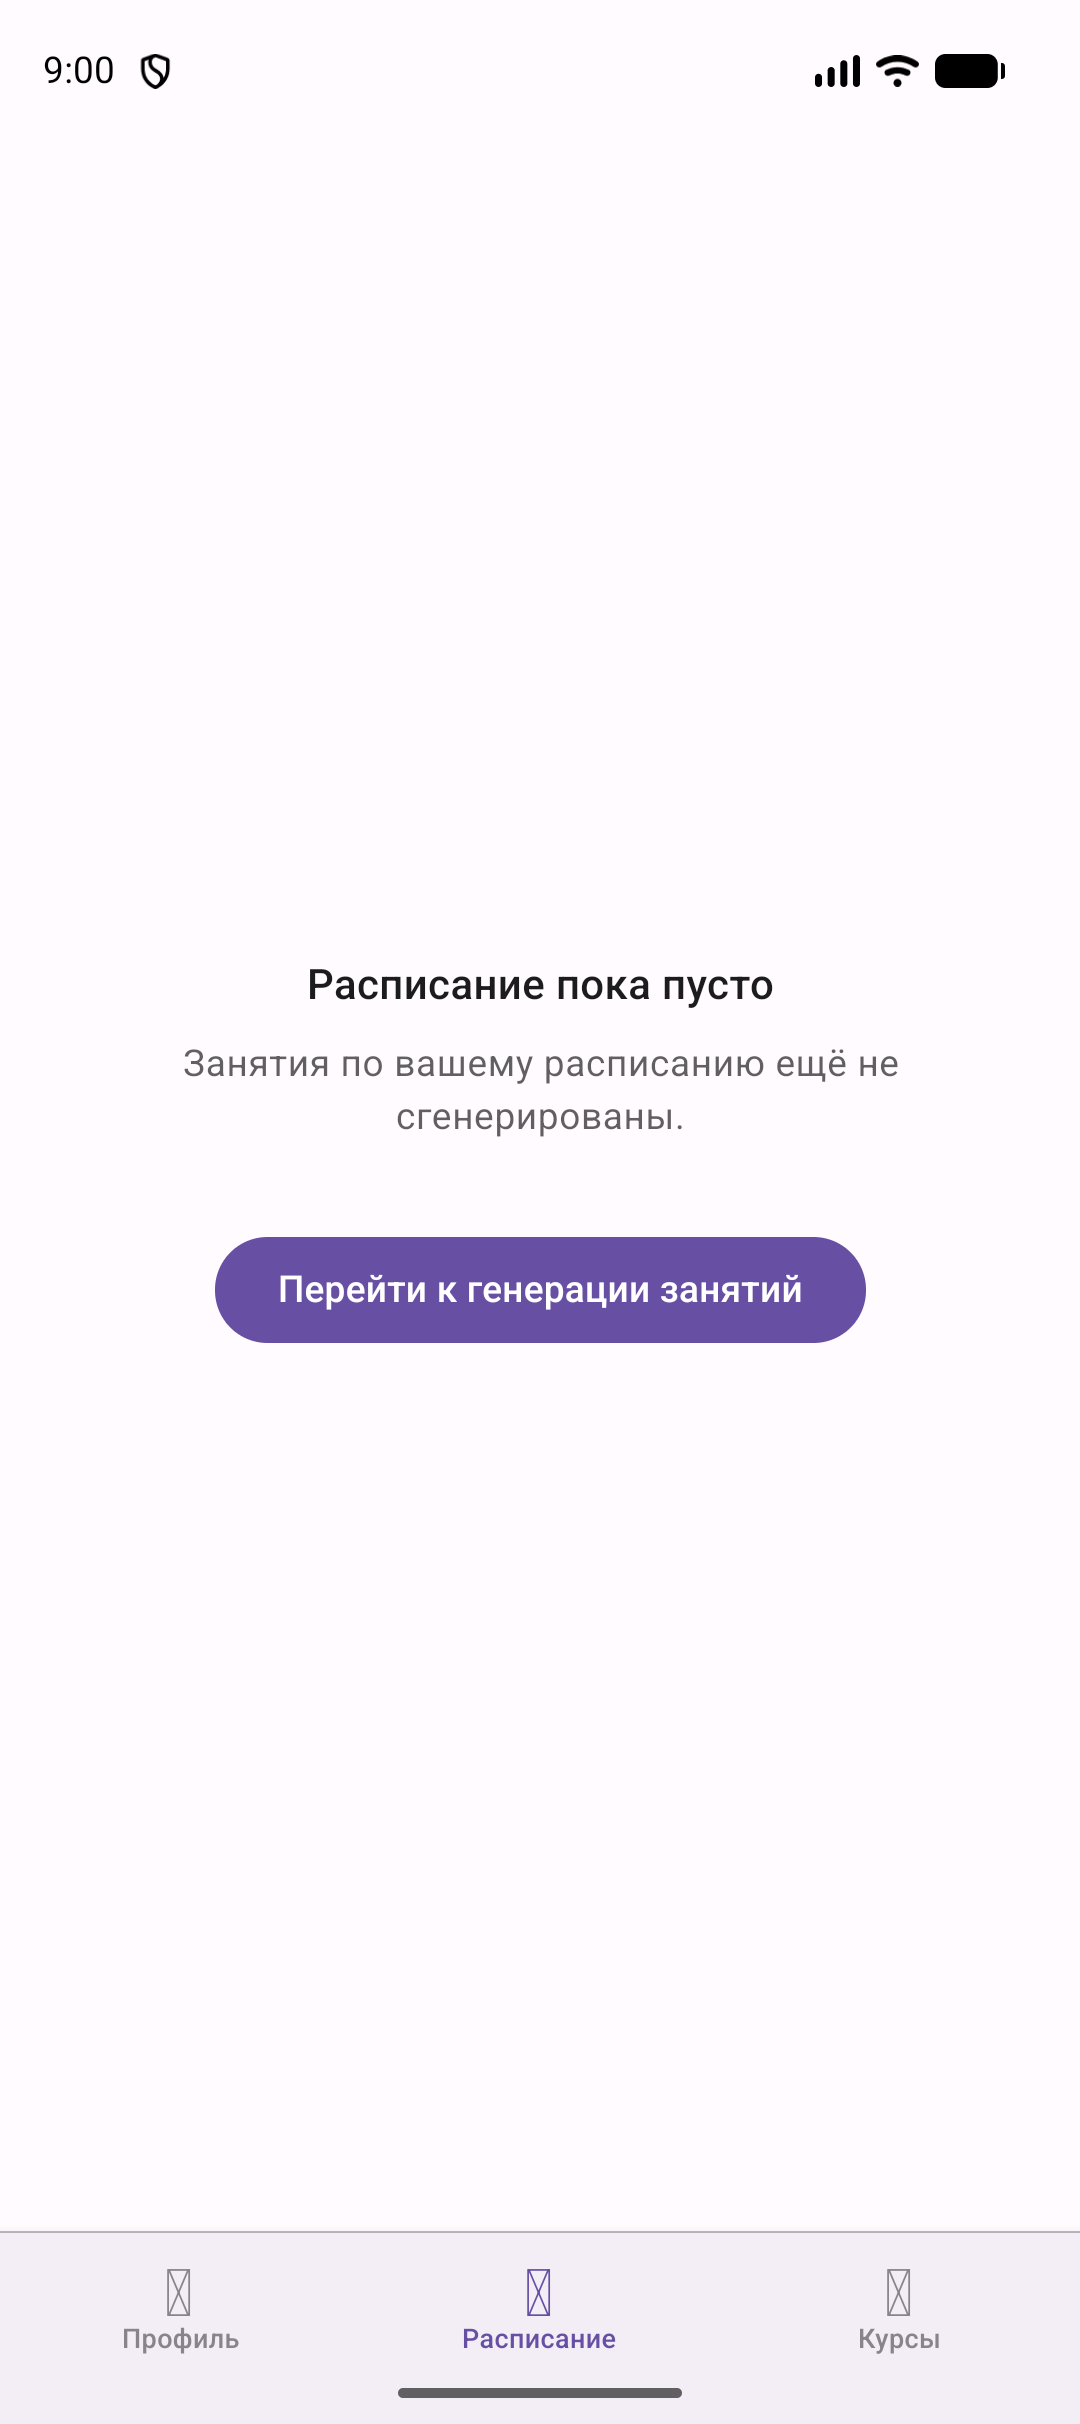 9:00
Расписание пока пусто
Занятия по вашему расписанию ещё не
сгенерированы.
Перейти к генерации занятий
Профиль
Расписание
Курсы